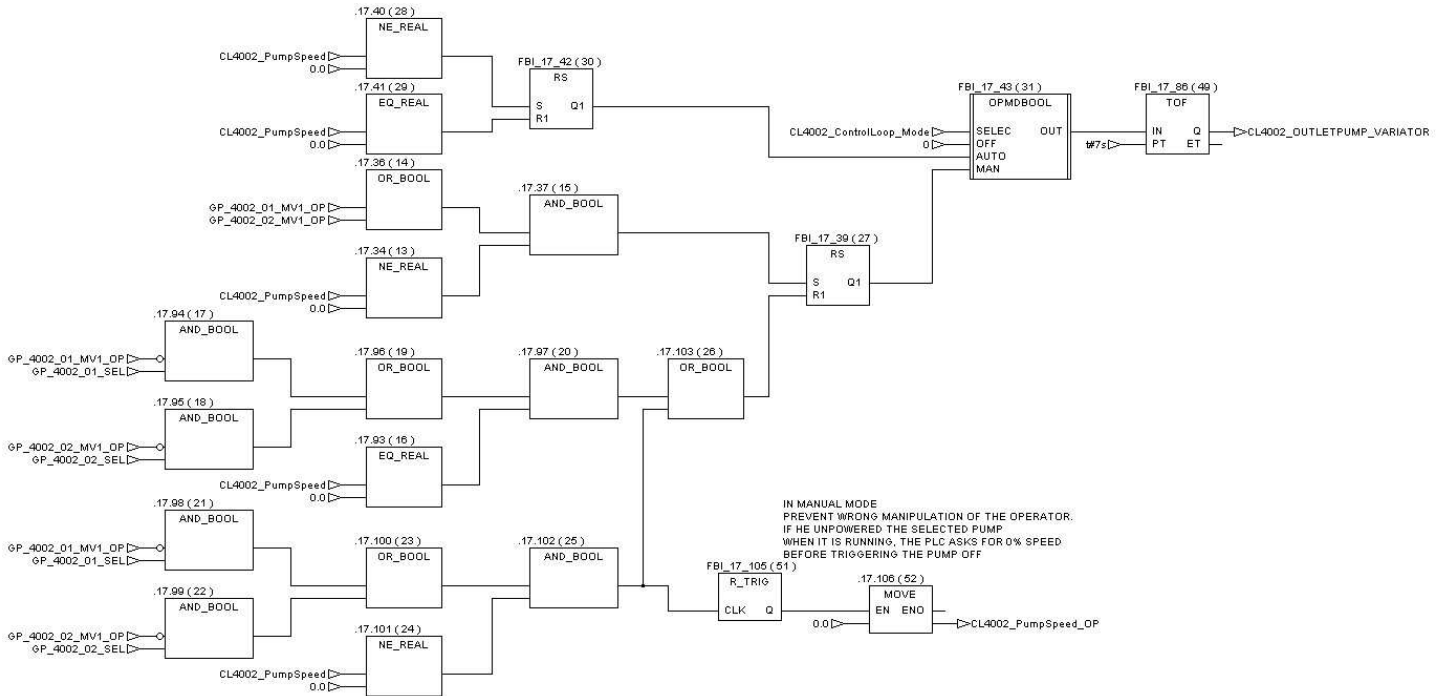 .17.40 (28)
NE_REAL
CL4002_PumpSpeed
0.0
.17.41 (29)
EQ_REAL
CL4002_PumpSpeed
0.0
FBI_17_42 (30)
RS
S Q1
R1
FBI_17_43 (31)
OPMDBOOL
CL4002_ControlLoop_Mode
0
SELEC OUT
OFF
AUTO
MAN
FBI_17_86 (49)
TOF
IN Q
PT ET
t#7s
CL4002_OUTLETPUMP_VARIATOR
.17.36 (14)
OR_BOOL
GP_4002_01_MV1_OP
GP_4002_02_MV1_OP
.17.37 (15)
AND_BOOL
.17.34 (13)
NE_REAL
CL4002_PumpSpeed
0.0
FBI_17_39 (27)
RS
S Q1
R1
.17.94 (17)
AND_BOOL
GP_4002_01_MV1_OP
GP_4002_01_SEL
.17.96 (19)
OR_BOOL
.17.97 (20)
AND_BOOL
.17.103 (26)
OR_BOOL
.17.95 (18)
AND_BOOL
GP_4002_02_MV1_OP
GP_4002_02_SEL
.17.93 (16)
EQ_REAL
CL4002_PumpSpeed
0.0
.17.98 (21)
AND_BOOL
GP_4002_01_MV1_OP
GP_4002_01_SEL
.17.100 (23)
OR_BOOL
.17.102 (25)
AND_BOOL
.17.99 (22)
AND_BOOL
GP_4002_02_MV1_OP
GP_4002_02_SEL
.17.101 (24)
NE_REAL
CL4002_PumpSpeed
0.0
IN MANUAL MODE
PREVENT WRONG MANIPULATION OF THE OPERATOR.
IF HE UNPOWERED THE SELECTED PUMP
WHEN IT IS RUNNING, THE PLC ASKS FOR 0% SPEED
BEFORE TRIGGERING THE PUMP OFF
FBI_17_105 (51)
R_TRIG
CLK Q
.17.106 (52)
MOVE
EN ENO
0.0
CL4002_PumpSpeed_OP